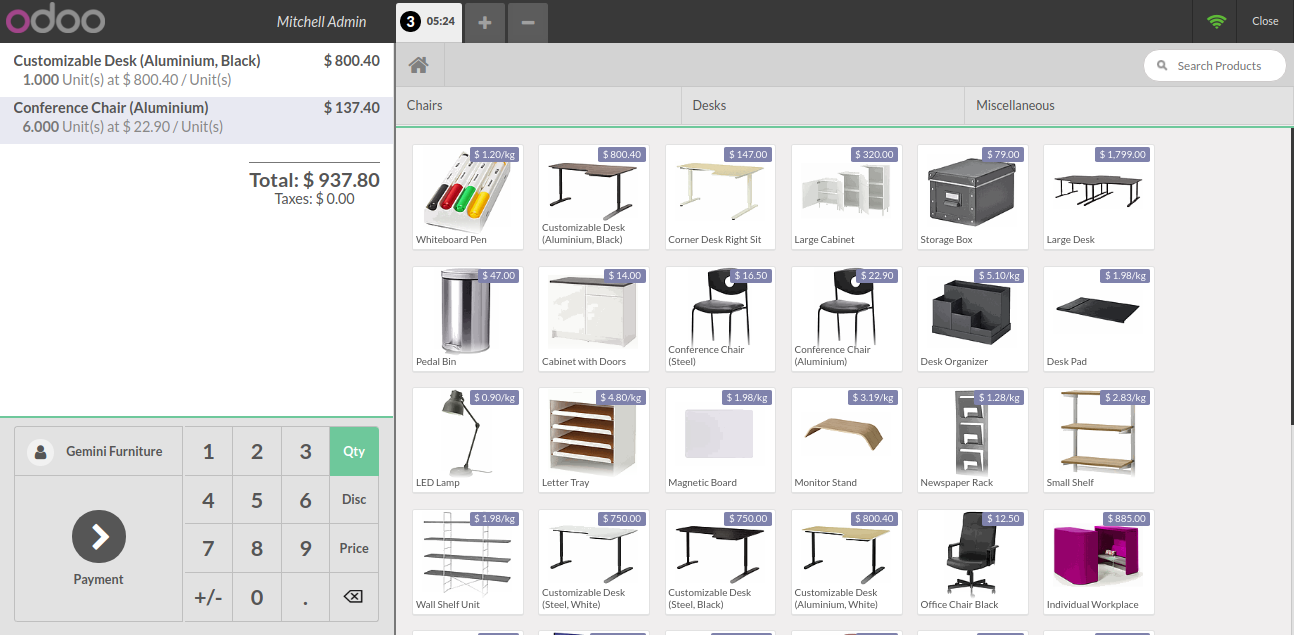 odoo
Mitchell Admin
3 05:24
Close
Customizable Desk (Aluminium, Black) $ 800.40
1.000 Unit(s) at $ 800.40 / Unit(s)
Conference Chair (Aluminium) $ 137.40
6.000 Unit(s) at $ 22.90 / Unit(s)
Total: $ 937.80
Taxes: $ 0.00
Gemini Furniture
Payment
1 2 3 Qty
4 5 6 Disc
7 8 9 Price
+/- 0 .
Search Products
Chairs Desks Miscellaneous
$ 1.20/kg
Whiteboard Pen
$ 800.40
Customizable Desk
(Aluminium, Black)
$ 147.00
Corner Desk Right Sit
$ 320.00
Large Cabinet
$ 79.00
Storage Box
$ 1,799.00
Large Desk
$ 47.00
Pedal Bin
$ 14.00
Cabinet with Doors
$ 16.50
Conference Chair
(Steel)
$ 22.90
Conference Chair
(Aluminium)
$ 5.10/kg
Desk Organizer
$ 1.98/kg
Desk Pad
$ 0.90/kg
LED Lamp
$ 4.80/kg
Letter Tray
$ 1.98/kg
Magnetic Board
$ 3.19/kg
Monitor Stand
$ 1.28/kg
Newspaper Rack
$ 2.83/kg
Small Shelf
$ 1.98/kg
Wall Shelf Unit
$ 750.00
Customizable Desk
(Steel, White)
$ 750.00
Customizable Desk
(Steel, Black)
$ 800.40
Customizable Desk
(Aluminium, White)
$ 12.50
Office Chair Black
$ 885.00
Individual Workplace